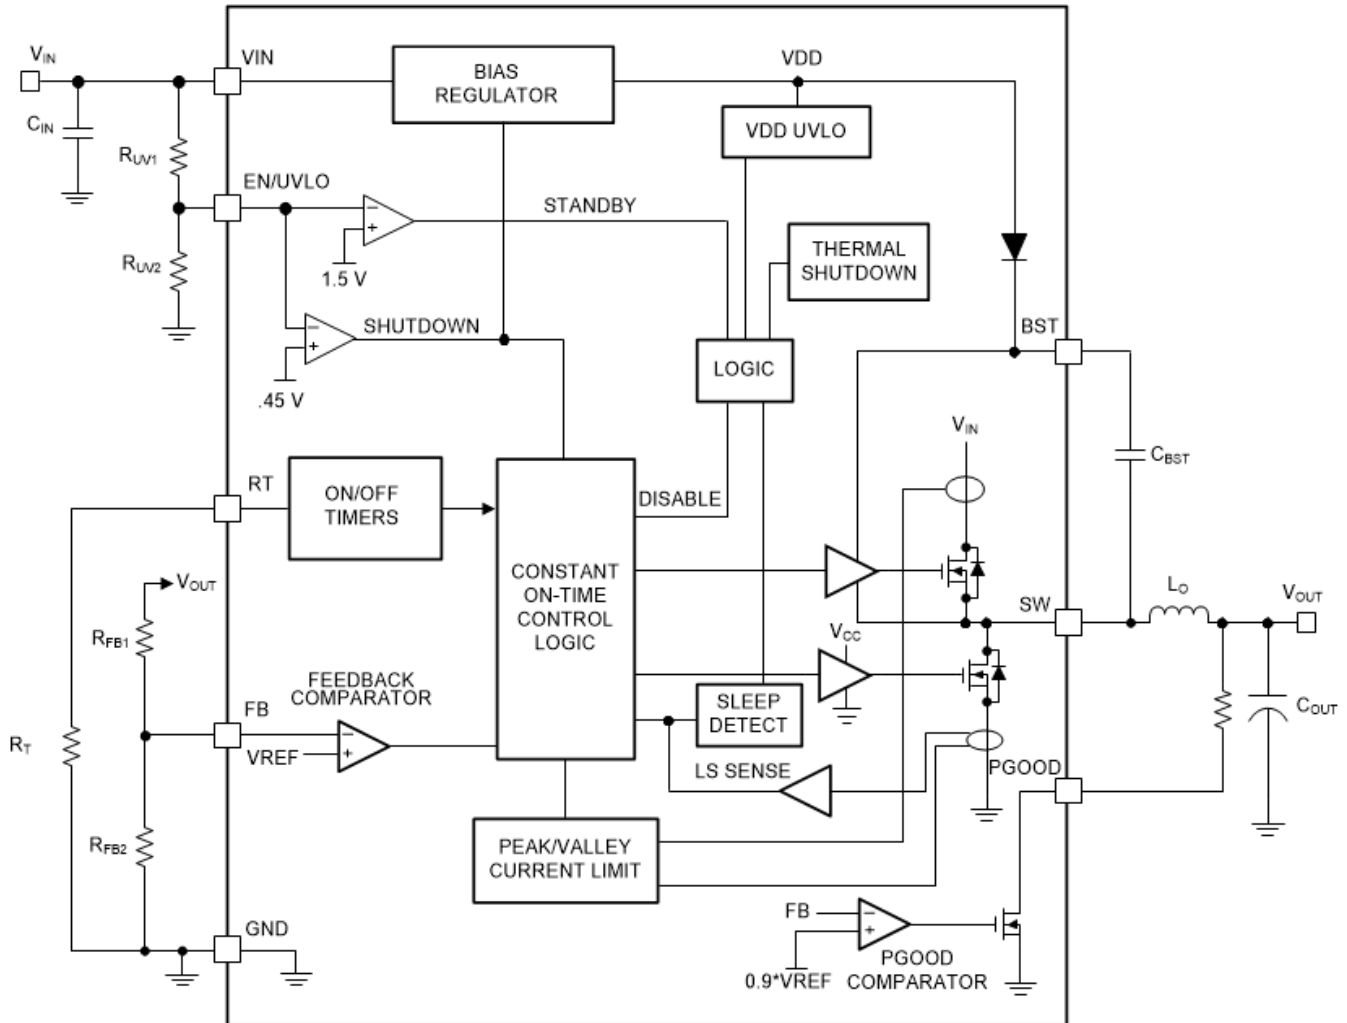 VIN
VIN
BIAS
REGULATOR
VDD
CIN
RUV1
VDD UVLO
EN/UVLO
−
+
STANDBY
1.5 V
RUV2
THERMAL
SHUTDOWN
−
+
SHUTDOWN
.45 V
LOGIC
BST
VIN
CBST
RT
ON/OFF
TIMERS
DISABLE
CONSTANT
ON-TIME
CONTROL
LOGIC
VOUT
RFB1
SW
LO
VOUT
VCC
FEEDBACK
COMPARATOR
SLEEP
DETECT
COUT
FB
−
+
VREF
RT
LS SENSE
PGOOD
RFB2
PEAK/VALLEY
CURRENT LIMIT
FB
−
+
GND
PGOOD
COMPARATOR
0.9*VREF